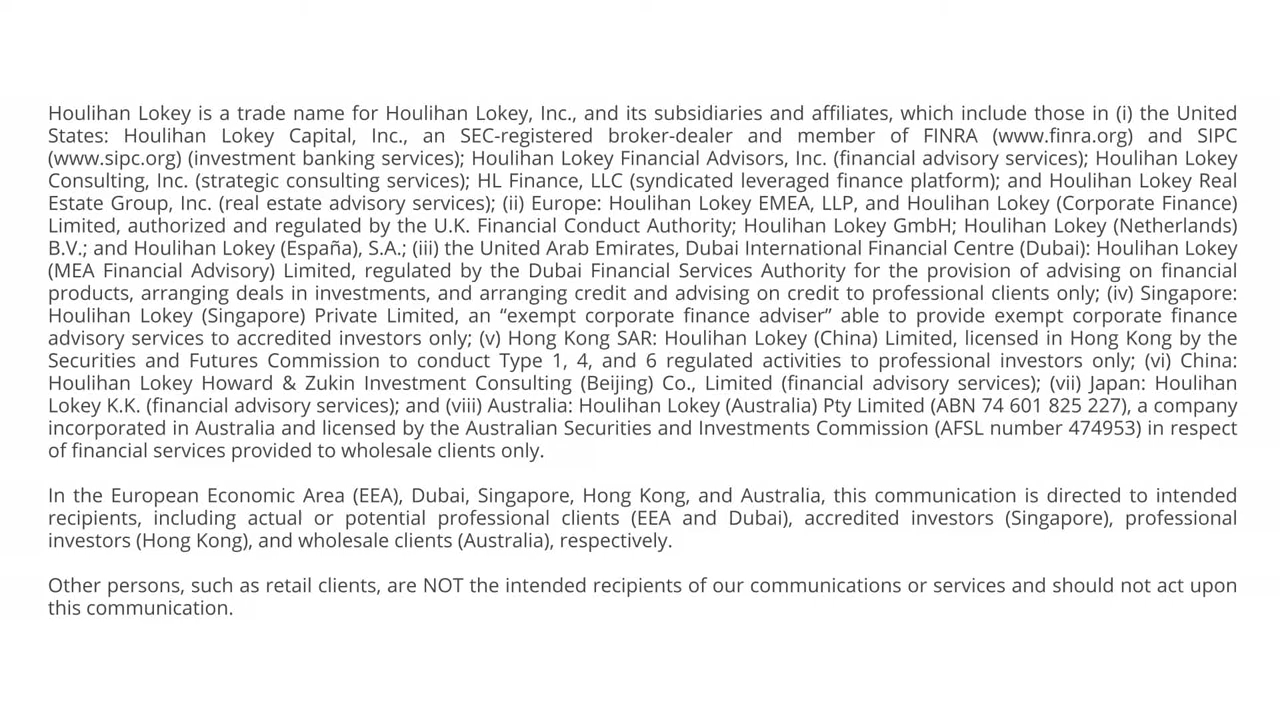 Houlihan Lokey is a trade name for Houlihan Lokey, Inc., and its subsidiaries and affiliates, which include those in (i) the United
States: Houlihan Lokey Capital, Inc., an SEC-registered broker-dealer and member of FINRA (www.finra.org) and SIPC
(www.sipc.org) (investment banking services); Houlihan Lokey Financial Advisors, Inc. (financial advisory services); Houlihan Lokey
Consulting, Inc. (strategic consulting services); HL Finance, LLC (syndicated leveraged finance platform); and Houlihan Lokey Real
Estate Group, Inc. (real estate advisory services); (ii) Europe: Houlihan Lokey EMEA, LLP, and Houlihan Lokey (Corporate Finance)
Limited, authorized and regulated by the U.K. Financial Conduct Authority; Houlihan Lokey GmbH; Houlihan Lokey (Netherlands)
B.V.; and Houlihan Lokey (España), S.A.; (iii) the United Arab Emirates, Dubai International Financial Centre (Dubai): Houlihan Lokey
(MEA Financial Advisory) Limited, regulated by the Dubai Financial Services Authority for the provision of advising on financial
products, arranging deals in investments, and arranging credit and advising on credit to professional clients only; (iv) Singapore:
Houlihan Lokey (Singapore) Private Limited, an “exempt corporate finance adviser” able to provide exempt corporate finance
advisory services to accredited investors only; (v) Hong Kong SAR: Houlihan Lokey (China) Limited, licensed in Hong Kong by the
Securities and Futures Commission to conduct Type 1, 4, and 6 regulated activities to professional investors only; (vi) China:
Houlihan Lokey Howard & Zukin Investment Consulting (Beijing) Co., Limited (financial advisory services); (vii) Japan: Houlihan
Lokey K.K. (financial advisory services); and (viii) Australia: Houlihan Lokey (Australia) Pty Limited (ABN 74 601 825 227), a company
incorporated in Australia and licensed by the Australian Securities and Investments Commission (AFSL number 474953) in respect
of financial services provided to wholesale clients only.
In the European Economic Area (EEA), Dubai, Singapore, Hong Kong, and Australia, this communication is directed to intended
recipients, including actual or potential professional clients (EEA and Dubai), accredited investors (Singapore), professional
investors (Hong Kong), and wholesale clients (Australia), respectively.
Other persons, such as retail clients, are NOT the intended recipients of our communications or services and should not act upon
this communication.